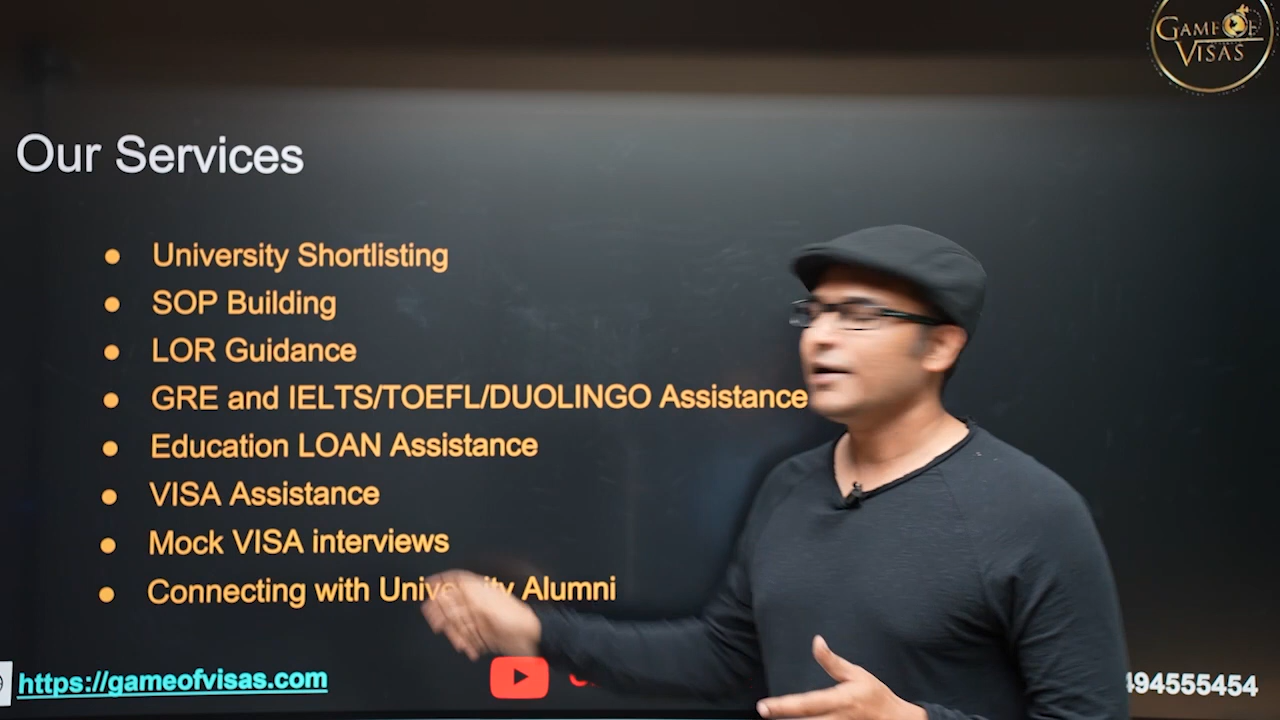 GAME OF
VISAS
Our Services
University Shortlisting
SOP Building
LOR Guidance
GRE and IELTS/TOEFL/DUOLINGO Assistance
Education LOAN Assistance
VISA Assistance
Mock VISA interviews
Connecting with University Alumni
https://gameofvisas.com
494555454